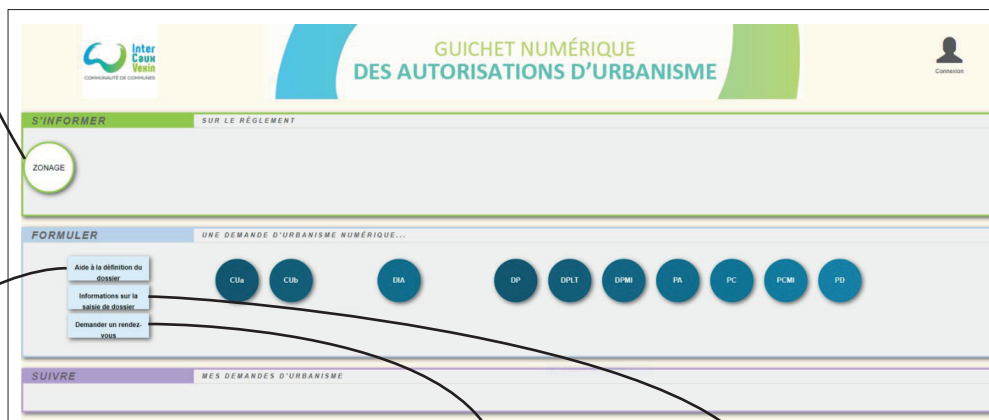 Inter
Caux
Vexin
COMMUNAUTÉ DE COMMUNES
GUICHET NUMÉRIQUE
DES AUTORISATIONS D'URBANISME
Connexion
S'INFORMER
SUR LE RÉGLEMENT
ZONAGE
FORMULER
UNE DEMANDE D'URBANISME NUMÉRIQUE...
Aide à la définition du
dossier
Informations sur la
saisie de dossier
Demander un rendez-
vous
CUa
CUb
DIA
DP
DPLT
DPMI
PA
PC
PCMI
PD
SUIVRE
MES DEMANDES D'URBANISME